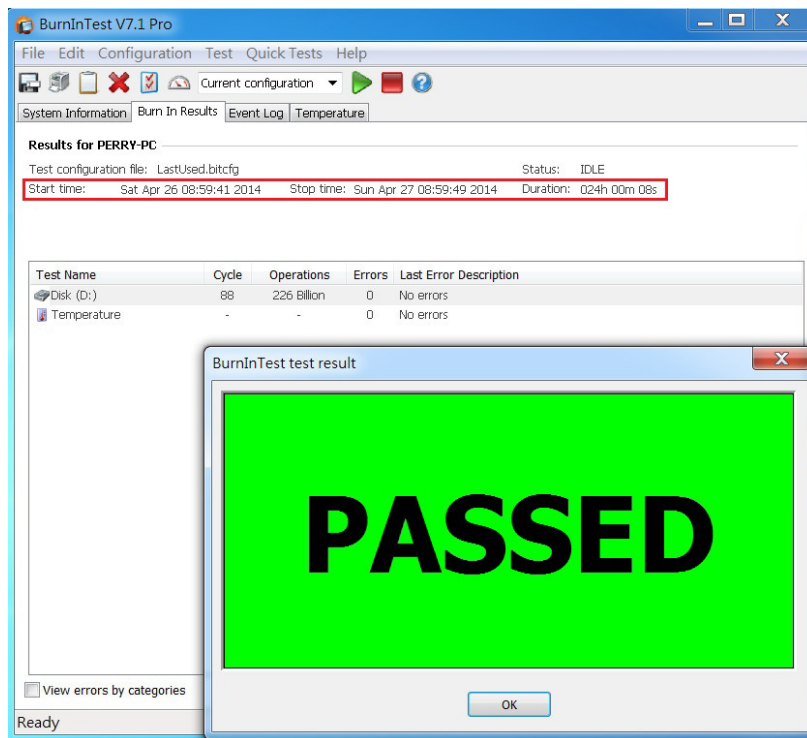 BurnInTest V7.1 Pro
File Edit Configuration Test Quick Tests Help
Current configuration
System Information Burn In Results Event Log Temperature
Results for PERRY-PC
Test configuration file: LastUsed.bitcfg Status: IDLE
Start time: Sat Apr 26 08:59:41 2014 Stop time: Sun Apr 27 08:59:49 2014 Duration: 024h 00m 08s
Test Name Cycle Operations Errors Last Error Description
Disk (D:) 88 226 Billion 0 No errors
Temperature - - 0 No errors
BurnInTest test result
PASSED
View errors by categories
OK
Ready